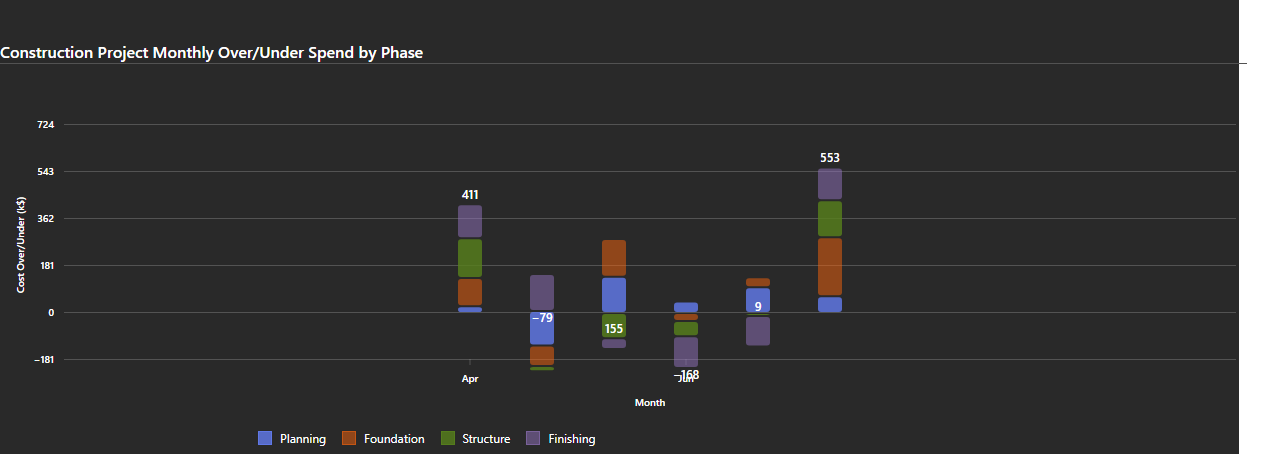 Construction Project Monthly Over/Under Spend by Phase
724
543
362
181
0
−181
Cost Over/Under (k$)
411
−79
155
−168
9
553
Apr
Jun
Month
Planning
Foundation
Structure
Finishing